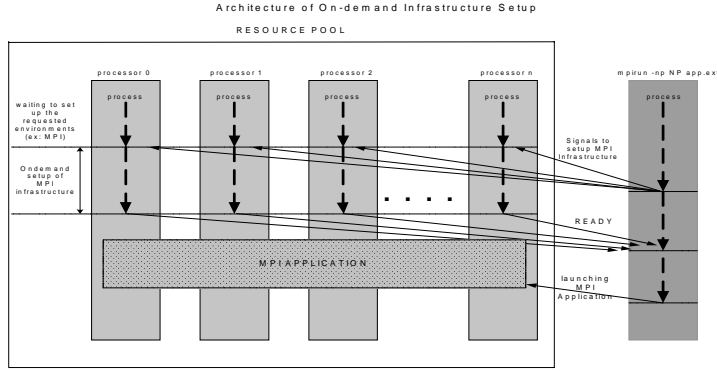 Architecture of On-demand Infrastructure Setup
RESOURCE POOL
processor 0
processor 1
processor 2
processor n
mpirun -np NP app.ex
process
process
process
process
process
waiting to set
up the
requested
environments
(ex: MPI)
Signals to
setup MPI
infrastructure
Ondemand
setup of
MPI
infrastructure
. . . .
READY
MPI APPLICATION
launching
MPI
Application